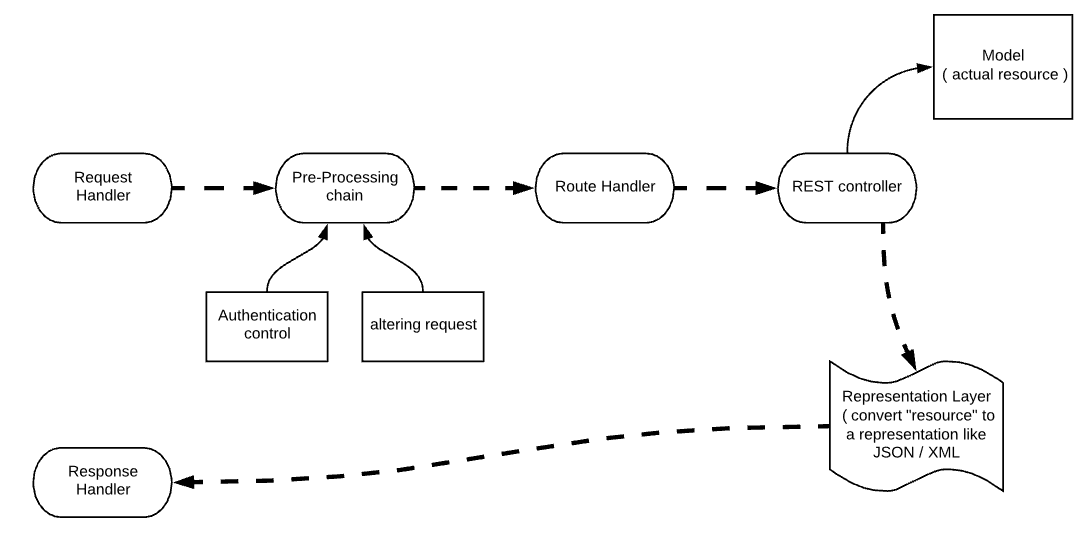 Model
( actual resource )
Request
Handler
Pre-Processing
chain
Route Handler
REST controller
Authentication
control
altering request
Representation Layer
( convert "resource" to
a representation like
JSON / XML
Response
Handler